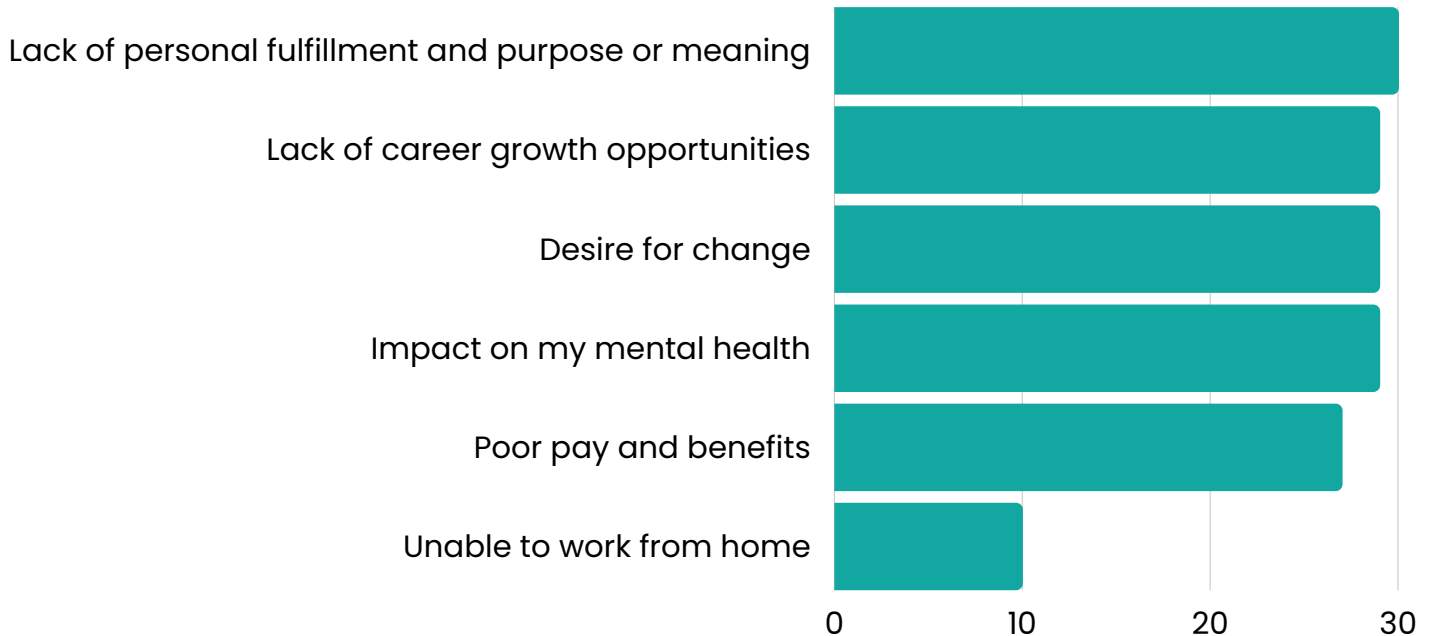 Lack of personal fulfillment and purpose or meaning
Lack of career growth opportunities
Desire for change
Impact on my mental health
Poor pay and benefits
Unable to work from home
0 10 20 30